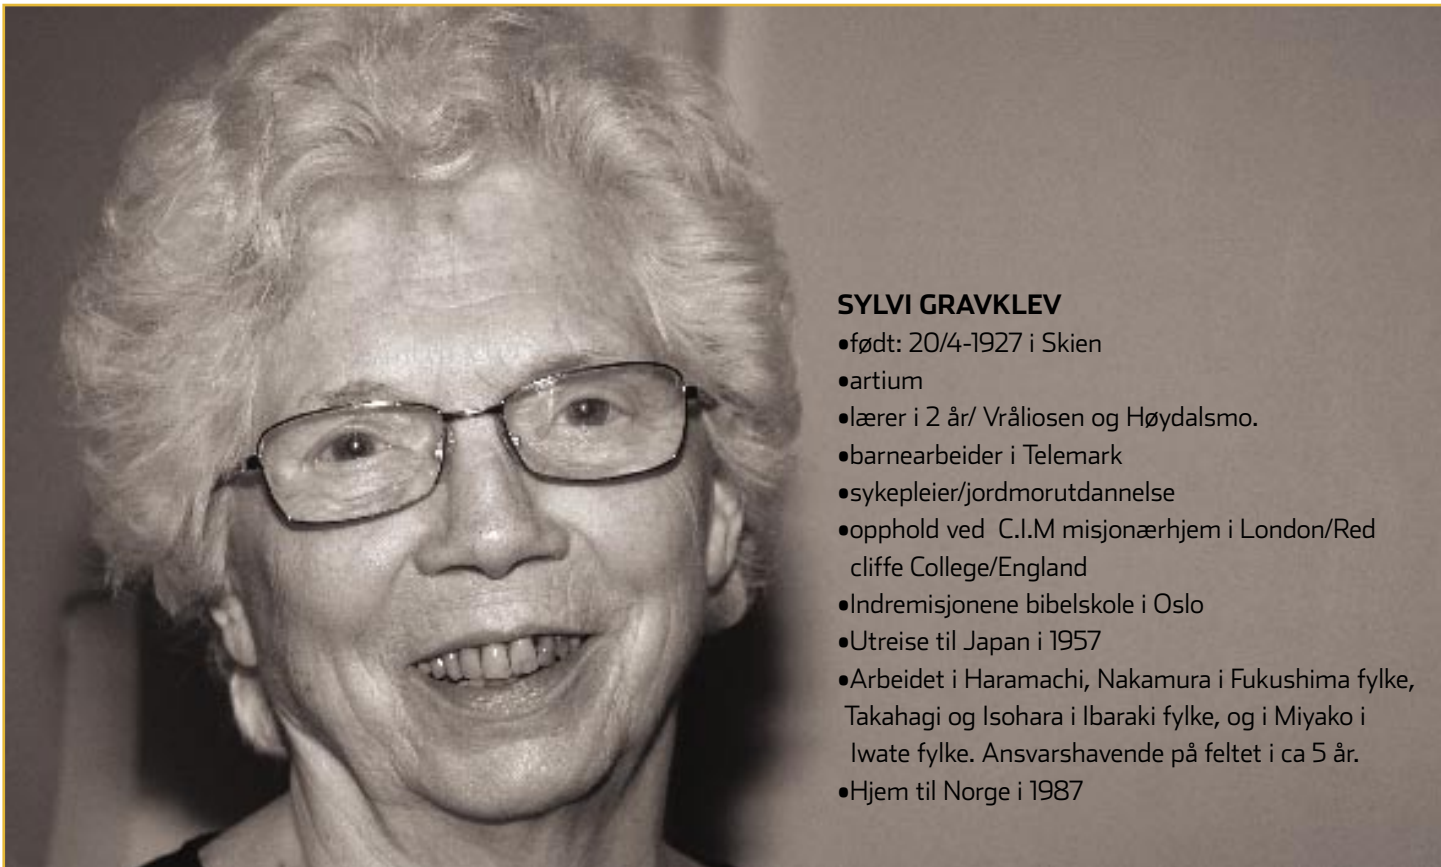 SYLVI GRAVKLEV
•født: 20/4-1927 i Skien
•artium
•lærer i 2 år/ Vråliosen og Høydalsmo.
•barnearbeider i Telemark
•sykepleier/jordmorutdannelse
•opphold ved  C.I.M misjonærhjem i London/Red
cliffe College/England
•Indremisjonene bibelskole i Oslo
•Utreise til Japan i 1957
•Arbeidet i Haramachi, Nakamura i Fukushima fylke,
Takahagi og Isohara i Ibaraki fylke, og i Miyako i
Iwate fylke. Ansvarshavende på feltet i ca 5 år.
•Hjem til Norge i 1987